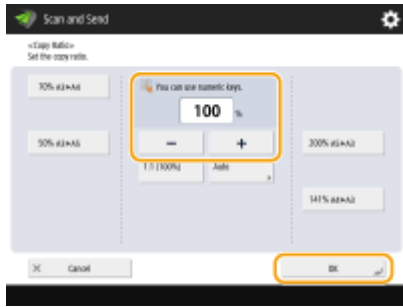 Scan and Send
<Copy Ratio>
Set the copy ratio.
70% A3►A4
You can use numeric keys.
100 %
50% A3►A5
− +
200% A5►A3
1:1 (100%)
Auto
141% A4►A3
× Cancel
OK